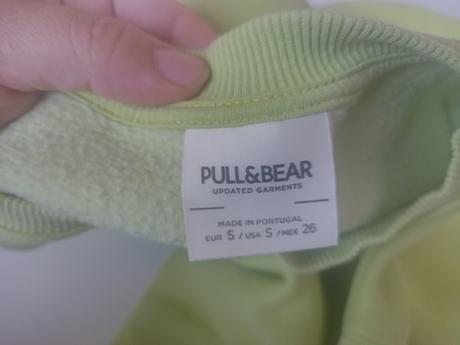 PULL&BEAR
UPDATED GARMENTS
MADE IN PORTUGAL
EUR S / USA S / MEX 26